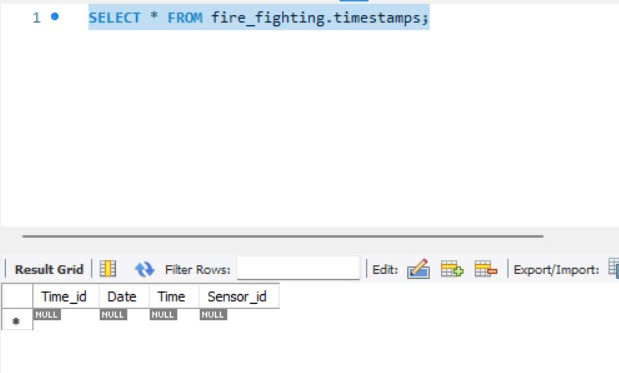 1 SELECT * FROM fire_fighting.timestamps;
Result Grid Filter Rows: Edit: Export/Import:
Time_id Date Time Sensor_id
* NULL NULL NULL NULL